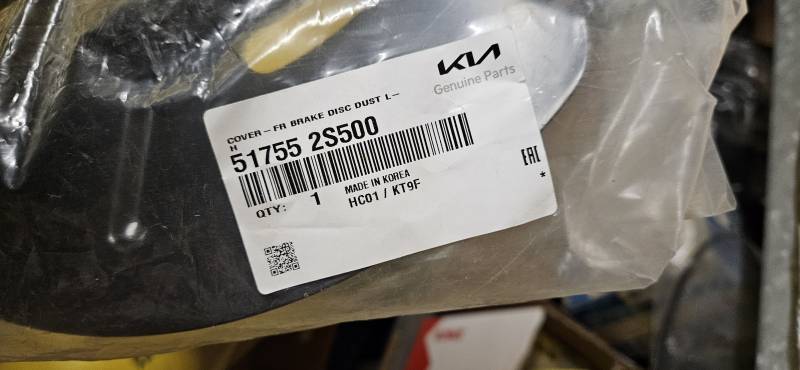 KIA
Genuine Parts
COVER-FR BRAKE DISC DUST L-
H
51755 2S500
QTY: 1
MADE IN KOREA
HC01 / KT9F
EAC
*